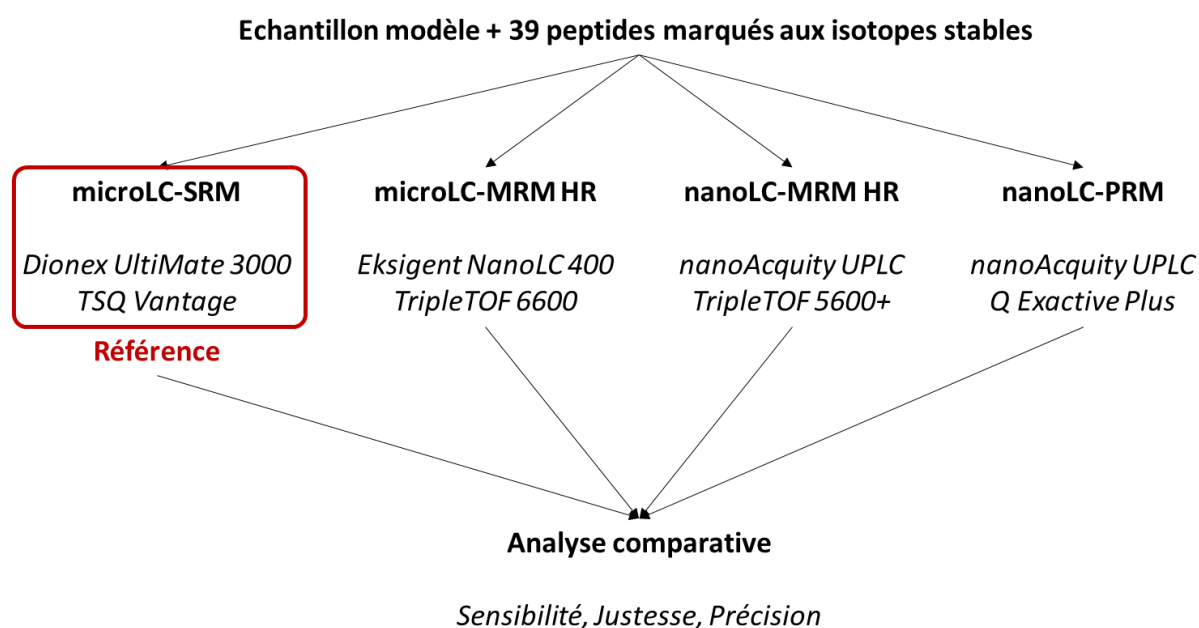 Echantillon modèle + 39 peptides marqués aux isotopes stables
microLC-SRM
Dionex UltiMate 3000
TSQ Vantage
Référence
microLC-MRM HR
Eksigent NanoLC 400
TripleTOF 6600
nanoLC-MRM HR
nanoAcquity UPLC
TripleTOF 5600+
nanoLC-PRM
nanoAcquity UPLC
Q Exactive Plus
Analyse comparative
Sensibilité, Justesse, Précision